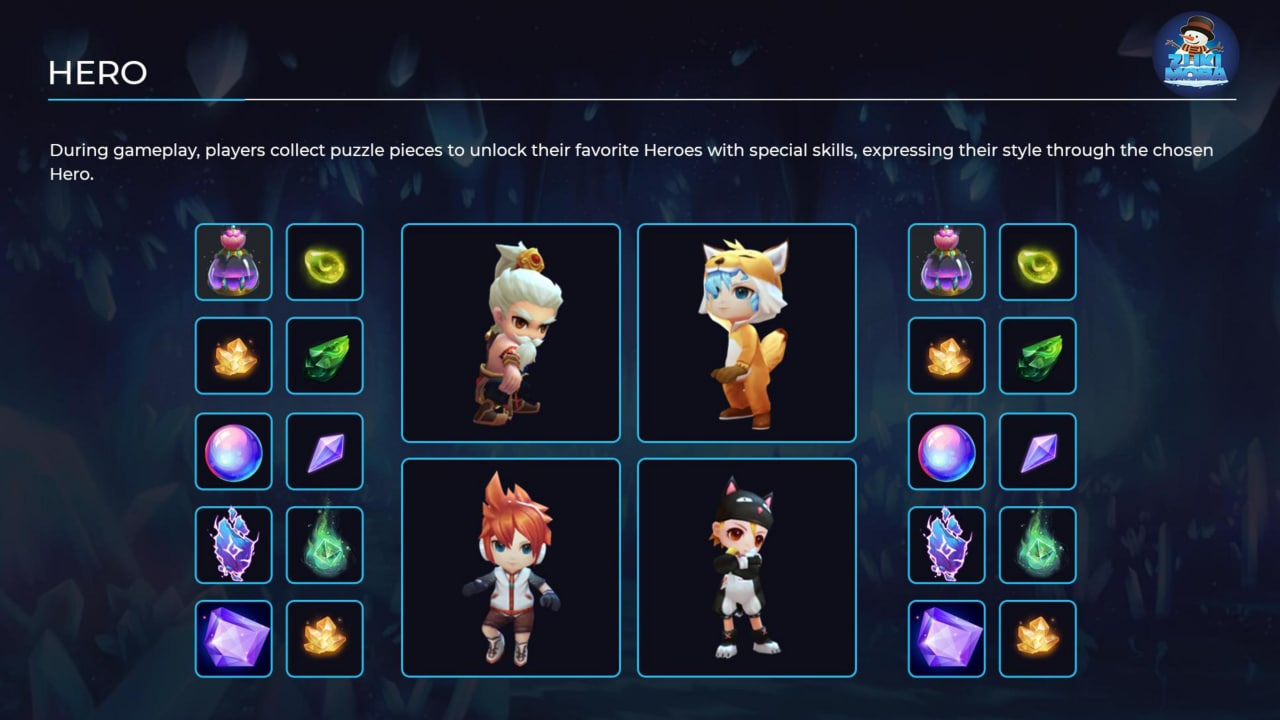 HERO
ZUKI
MOBA
During gameplay, players collect puzzle pieces to unlock their favorite Heroes with special skills, expressing their style through the chosen
Hero.